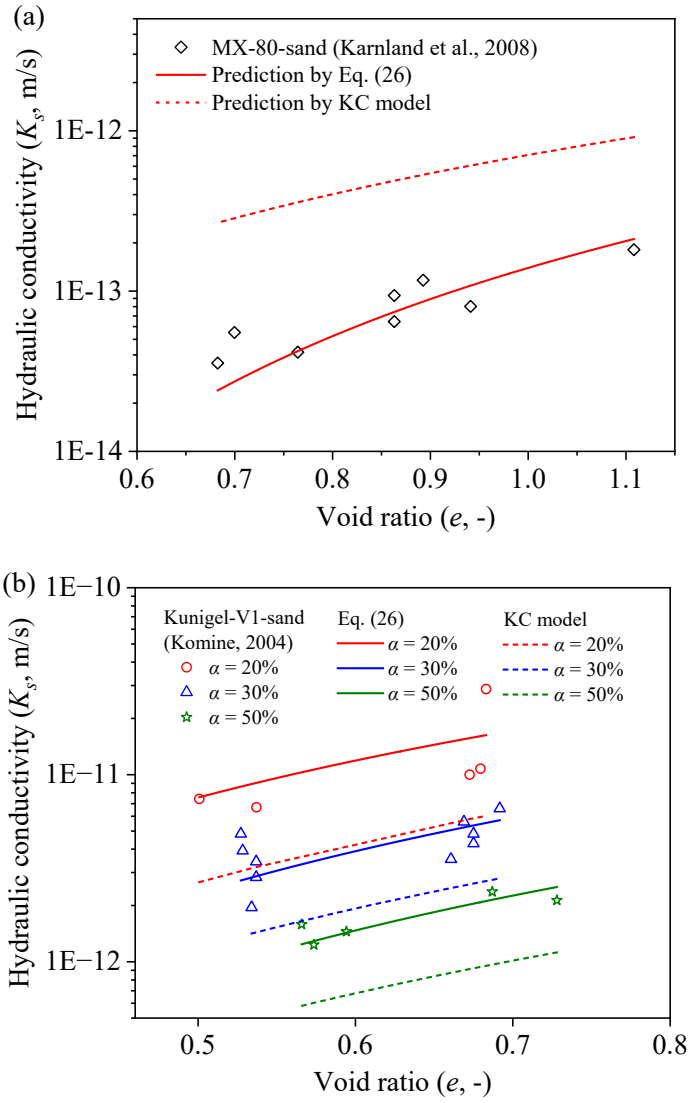 (a)
MX-80-sand (Karnland et al., 2008)
Prediction by Eq. (26)
Prediction by KC model
Hydraulic conductivity (Ks, m/s)
1E-12
1E-13
1E-14
0.6 0.7 0.8 0.9 1.0 1.1
Void ratio (e, -)
(b)
1E-10
Kunigel-V1-sand Eq. (26) KC model
(Komine, 2004) α = 20% α = 20%
α = 20% α = 30% α = 30%
α = 30% α = 50% α = 50%
α = 50%
Hydraulic conductivity (Ks, m/s)
1E-11
1E-12
0.5 0.6 0.7 0.8
Void ratio (e, -)